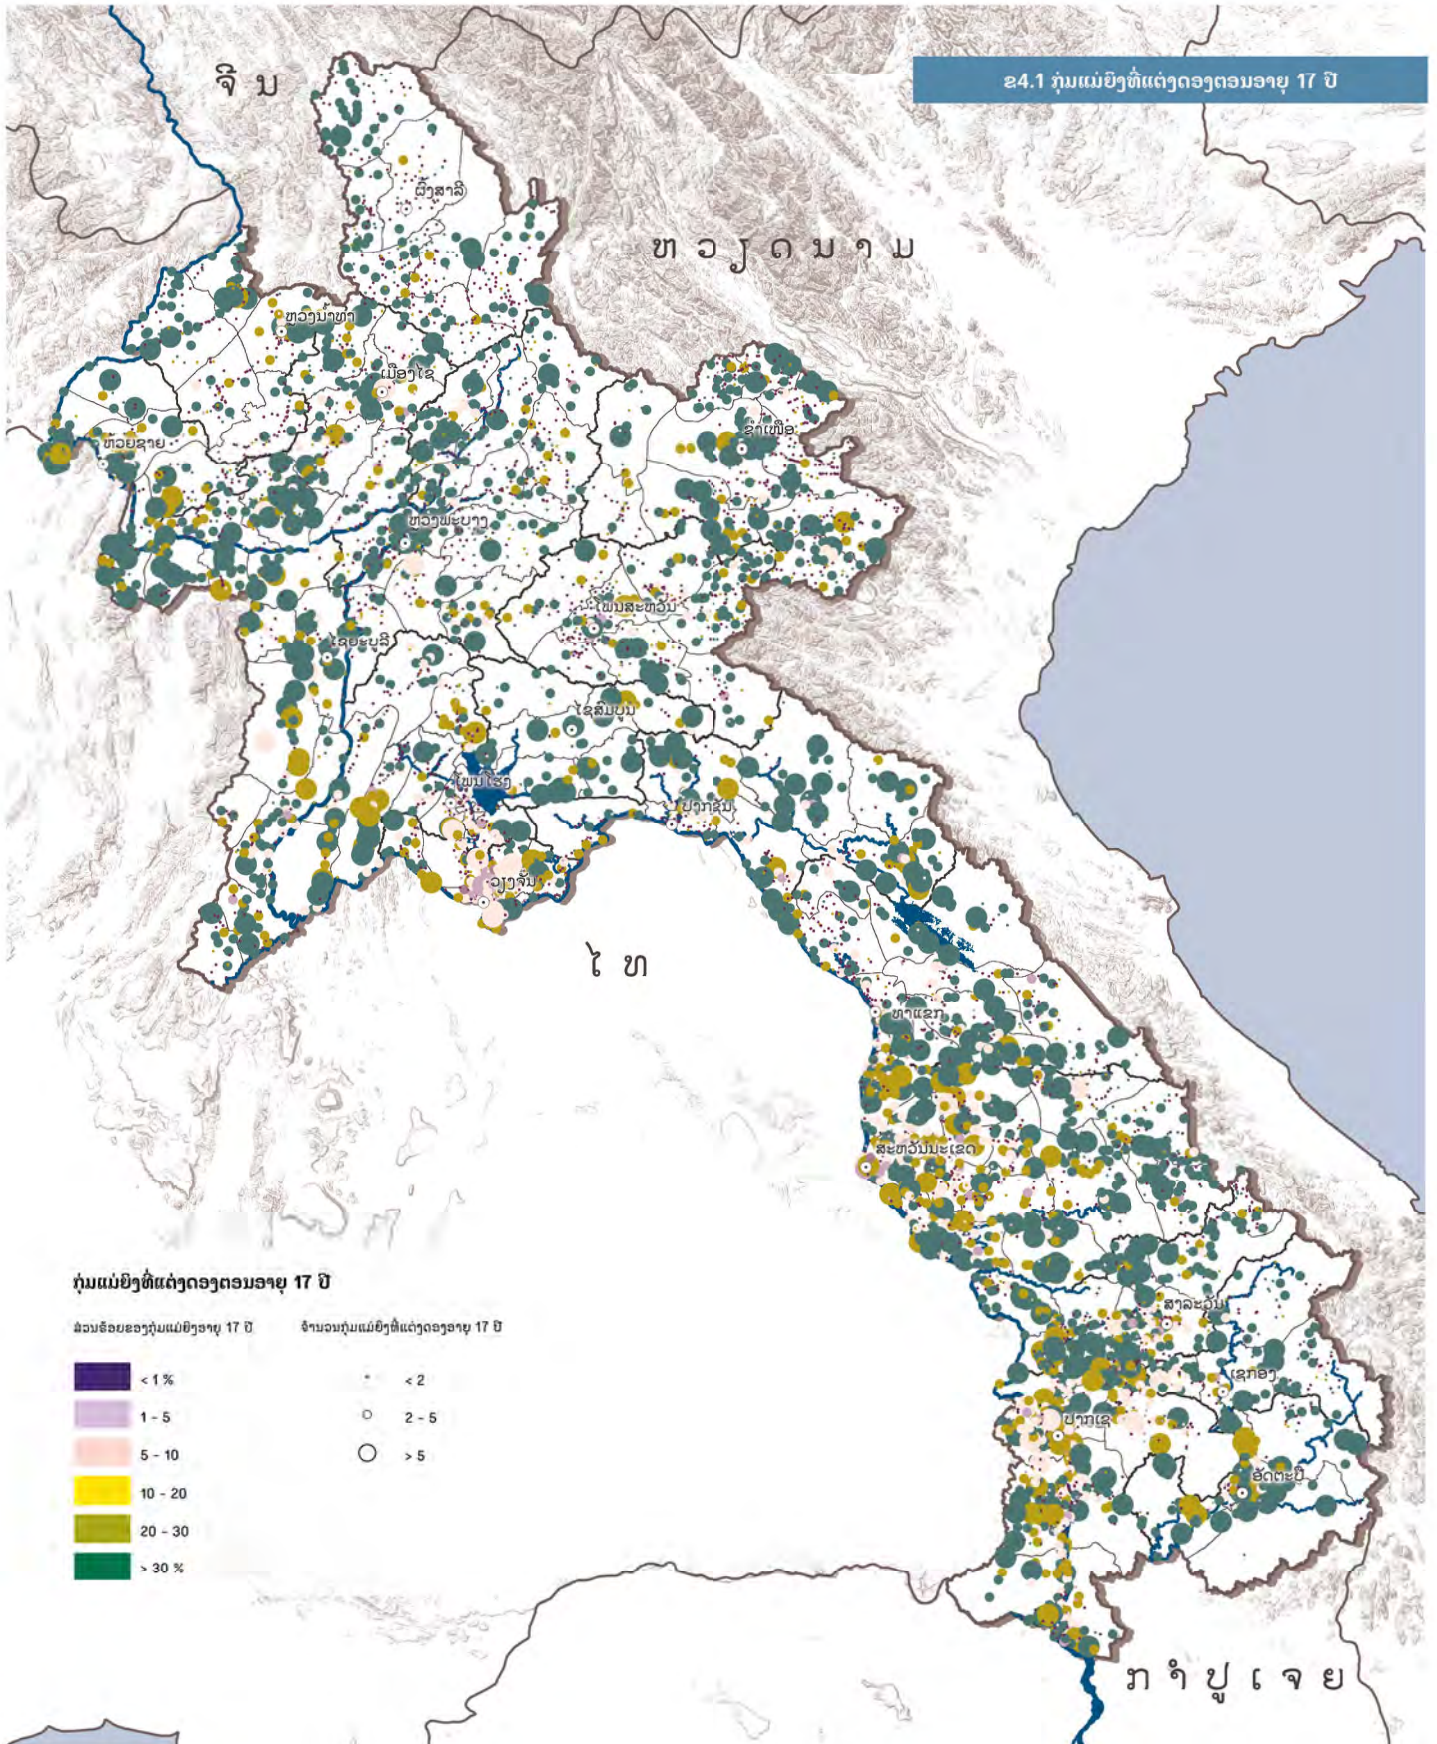 ຂ4.1 ກຸ່ມແມ່ຍິງທີ່ແຕ່ງດອງຕອນອາຍຸ 17 ປີ
ຈີນ
ຜົ້ງສາລີ
ຫວຽດນາມ
ຫຼວງນໍ້າທາ
ເມືອງໄຊ
ຫ້ວຍຊາຍ
ຊໍາເໜືອ
ຫຼວງພະບາງ
ໂພນສະຫວັນ
ໄຊຍະບູລີ
ໄຊສົມບູນ
ໂພນໂຮງ
ປາກຊັນ
ວຽງຈັນ
ໄທ
ທາແຂກ
ສະຫວັນນະເຂດ
ສາລະວັນ
ເຊກອງ
ປາກເຊ
ອັດຕະປື
ກໍາປູເຈຍ
ກຸ່ມແມ່ຍິງທີ່ແຕ່ງດອງຕອນອາຍຸ 17 ປີ
ສ່ວນຮ້ອຍຂອງກຸ່ມແມ່ຍິງອາຍຸ 17 ປີ
ຈໍານວນກຸ່ມແມ່ຍິງທີ່ແຕ່ງດອງອາຍຸ 17 ປີ
< 1 %
< 2
1 - 5
2 - 5
5 - 10
> 5
10 - 20
20 - 30
> 30 %